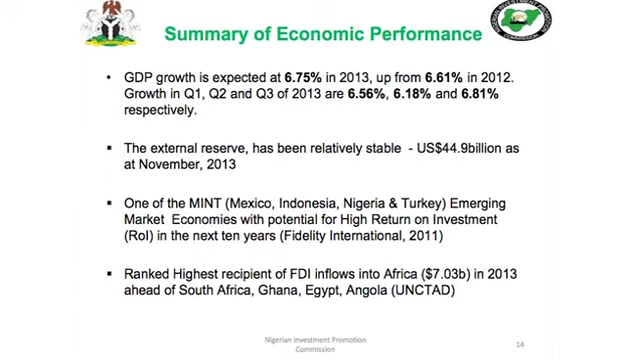 Summary of Economic Performance
• GDP growth is expected at 6.75% in 2013, up from 6.61% in 2012.
Growth in Q1, Q2 and Q3 of 2013 are 6.56%, 6.18% and 6.81%
respectively.
▪ The external reserve, has been relatively stable - US$44.9billion as
at November, 2013
▪ One of the MINT (Mexico, Indonesia, Nigeria & Turkey) Emerging
Market Economies with potential for High Return on Investment
(RoI) in the next ten years (Fidelity International, 2011)
▪ Ranked Highest recipient of FDI inflows into Africa ($7.03b) in 2013
ahead of South Africa, Ghana, Egypt, Angola (UNCTAD)
Nigerian Investment Promotion
Commission
14